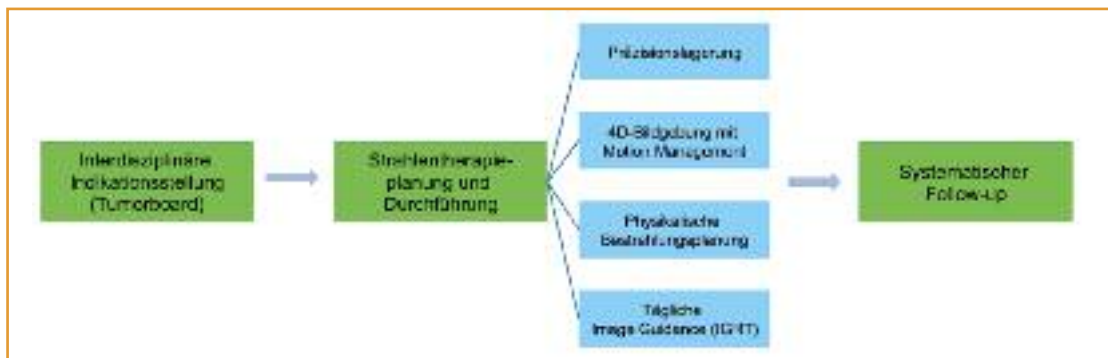 Interdisziplinäre
Indikationsstellung
(Tumorboard)
Strahlentherapie-
planung und
Durchführung
Präzisionslagerung
4D-Bildgebung mit
Motion Management
Physikalische
Bestrahlungsplanung
Tägliche
Image Guidance (IGRT)
Systematischer
Follow-up